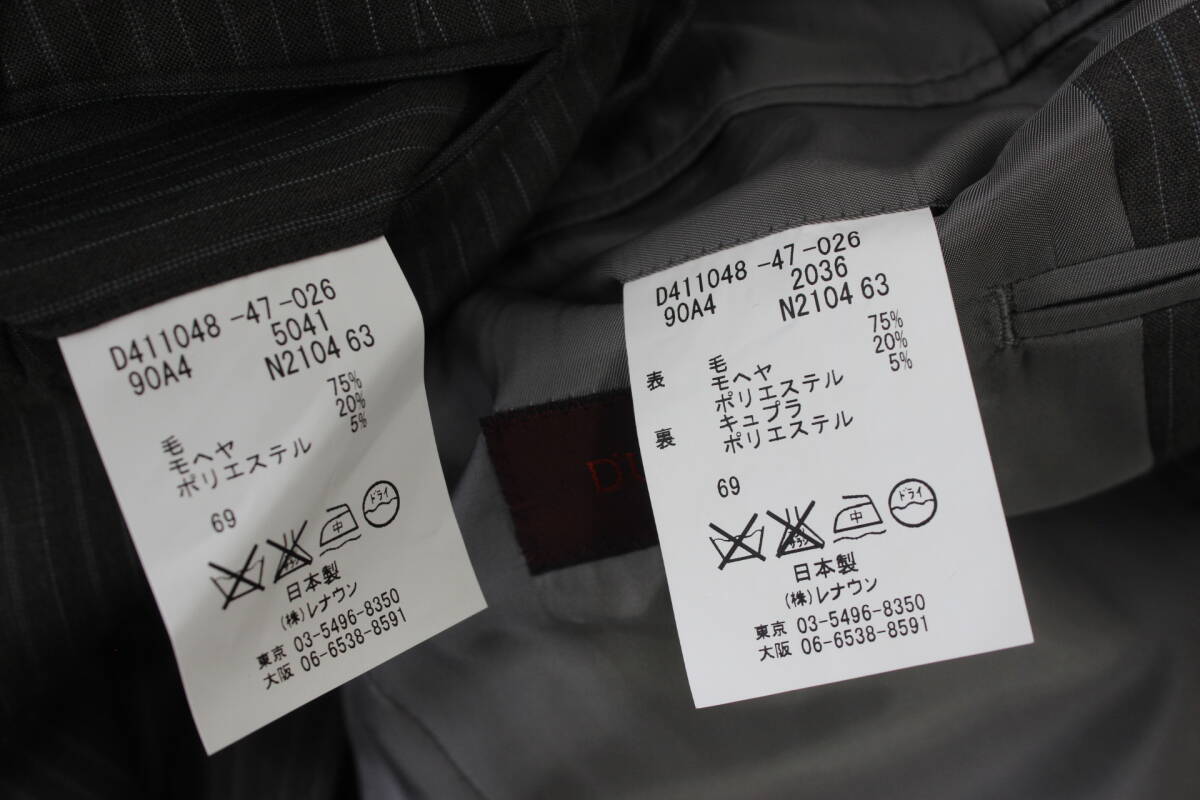 D411048 -47 -026
5041
90A4 N2104 63
75%
20%
5%
毛
モヘヤ
ポリエステル
69
中
ドライ
日本製
(株)レナウン
東京 03-5496-8350
大阪 06-6538-8591
D411048 -47 -026
2036
90A4 N2104 63
75%
20%
5%
表 毛
モヘヤ
ポリエステル
裏 キュプラ
ポリエステル
69
中
ドライ
日本製
(株)レナウン
東京 03-5496-8350
大阪 06-6538-8591